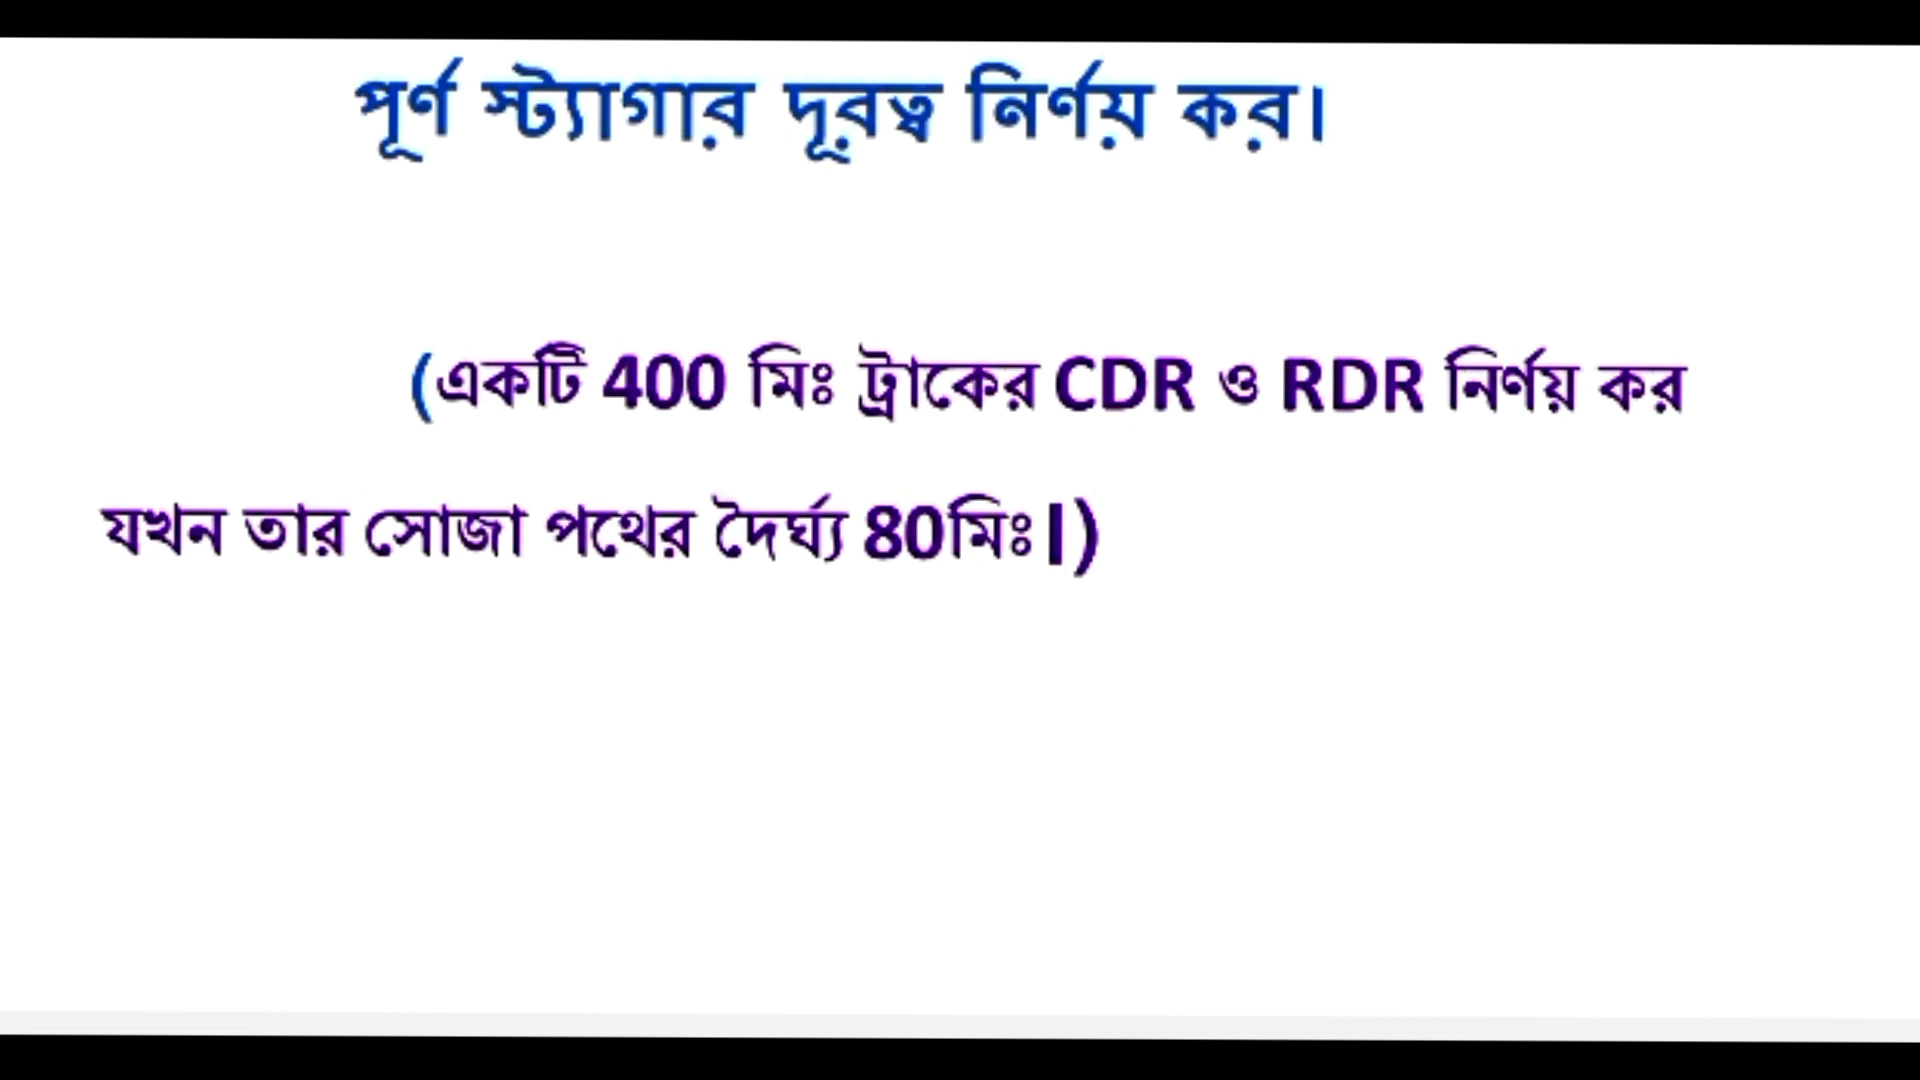 পূর্ণ স্ট্যাগার দূরত্ব নির্ণয় কর।
(একটি 400 মিঃ ট্রাকের CDR ও RDR নির্ণয় কর
যখন তার সোজা পথের দৈর্ঘ্য 80মিঃ।)